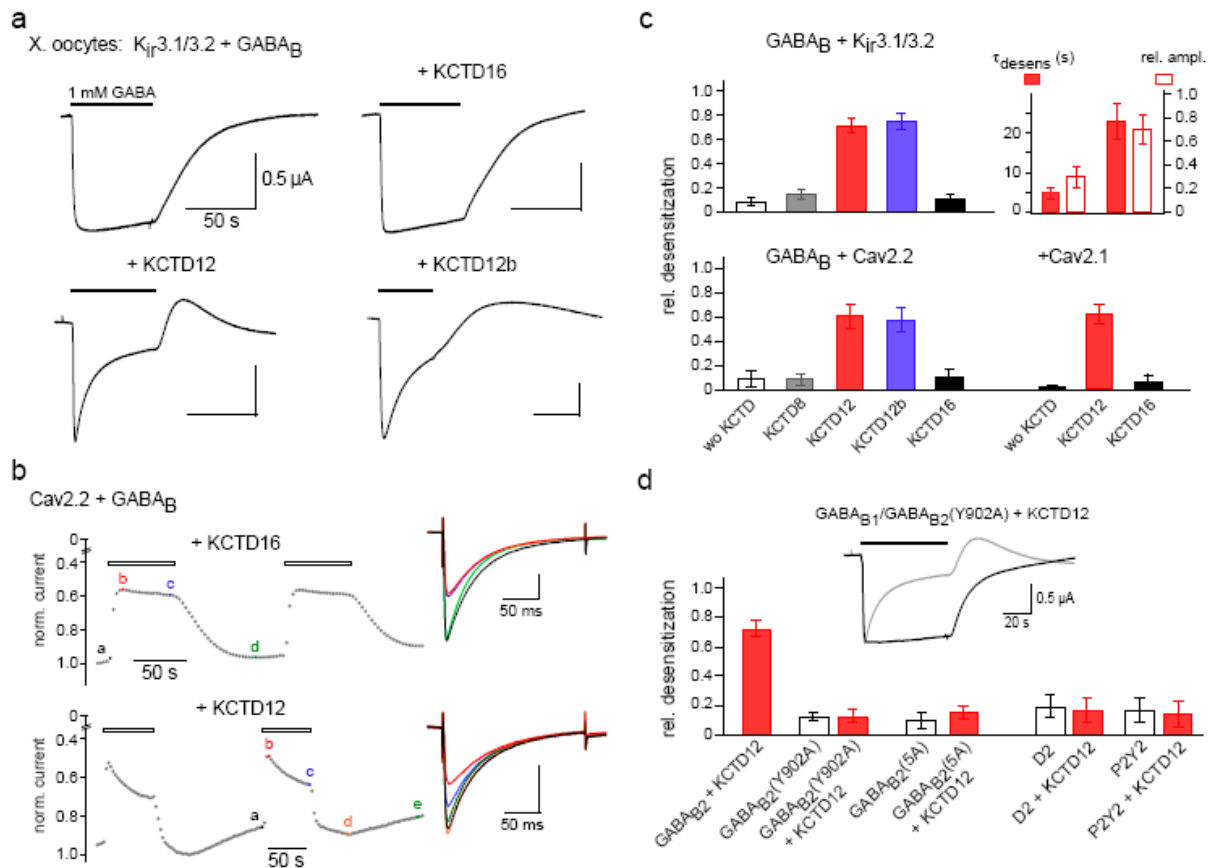 a
X. oocytes: Kir3.1/3.2 + GABAB
1 mM GABA
0.5 µA
50 s
+ KCTD16
+ KCTD12
+ KCTD12b
b
Cav2.2 + GABAB
norm. current
0
0.4
0.6
0.8
1.0
+ KCTD16
a
b
c
d
50 s
50 ms
norm. current
0
0.4
0.6
0.8
1.0
+ KCTD12
a
b
c
d
e
50 s
50 ms
c
GABAB + Kir3.1/3.2
rel. desensitization
1.0
0.8
0.6
0.4
0.2
0
τdesens (s)
rel. ampl.
20
10
0
1.0
0.8
0.6
0.4
0.2
0
GABAB + Cav2.2
+Cav2.1
1.0
0.8
0.6
0.4
0.2
0
wo KCTD
KCTD8
KCTD12
KCTD12b
KCTD16
wo KCTD
KCTD12
KCTD16
d
GABAB1/GABAB2(Y902A) + KCTD12
0.5 µA
20 s
rel. desensitization
1.0
0.8
0.6
0.4
0.2
0
GABAB2 + KCTD12
GABAB2(Y902A)
GABAB2(Y902A)
+ KCTD12
GABAB2(5A)
GABAB2(5A)
+ KCTD12
D2
D2 + KCTD12
P2Y2
P2Y2 + KCTD12